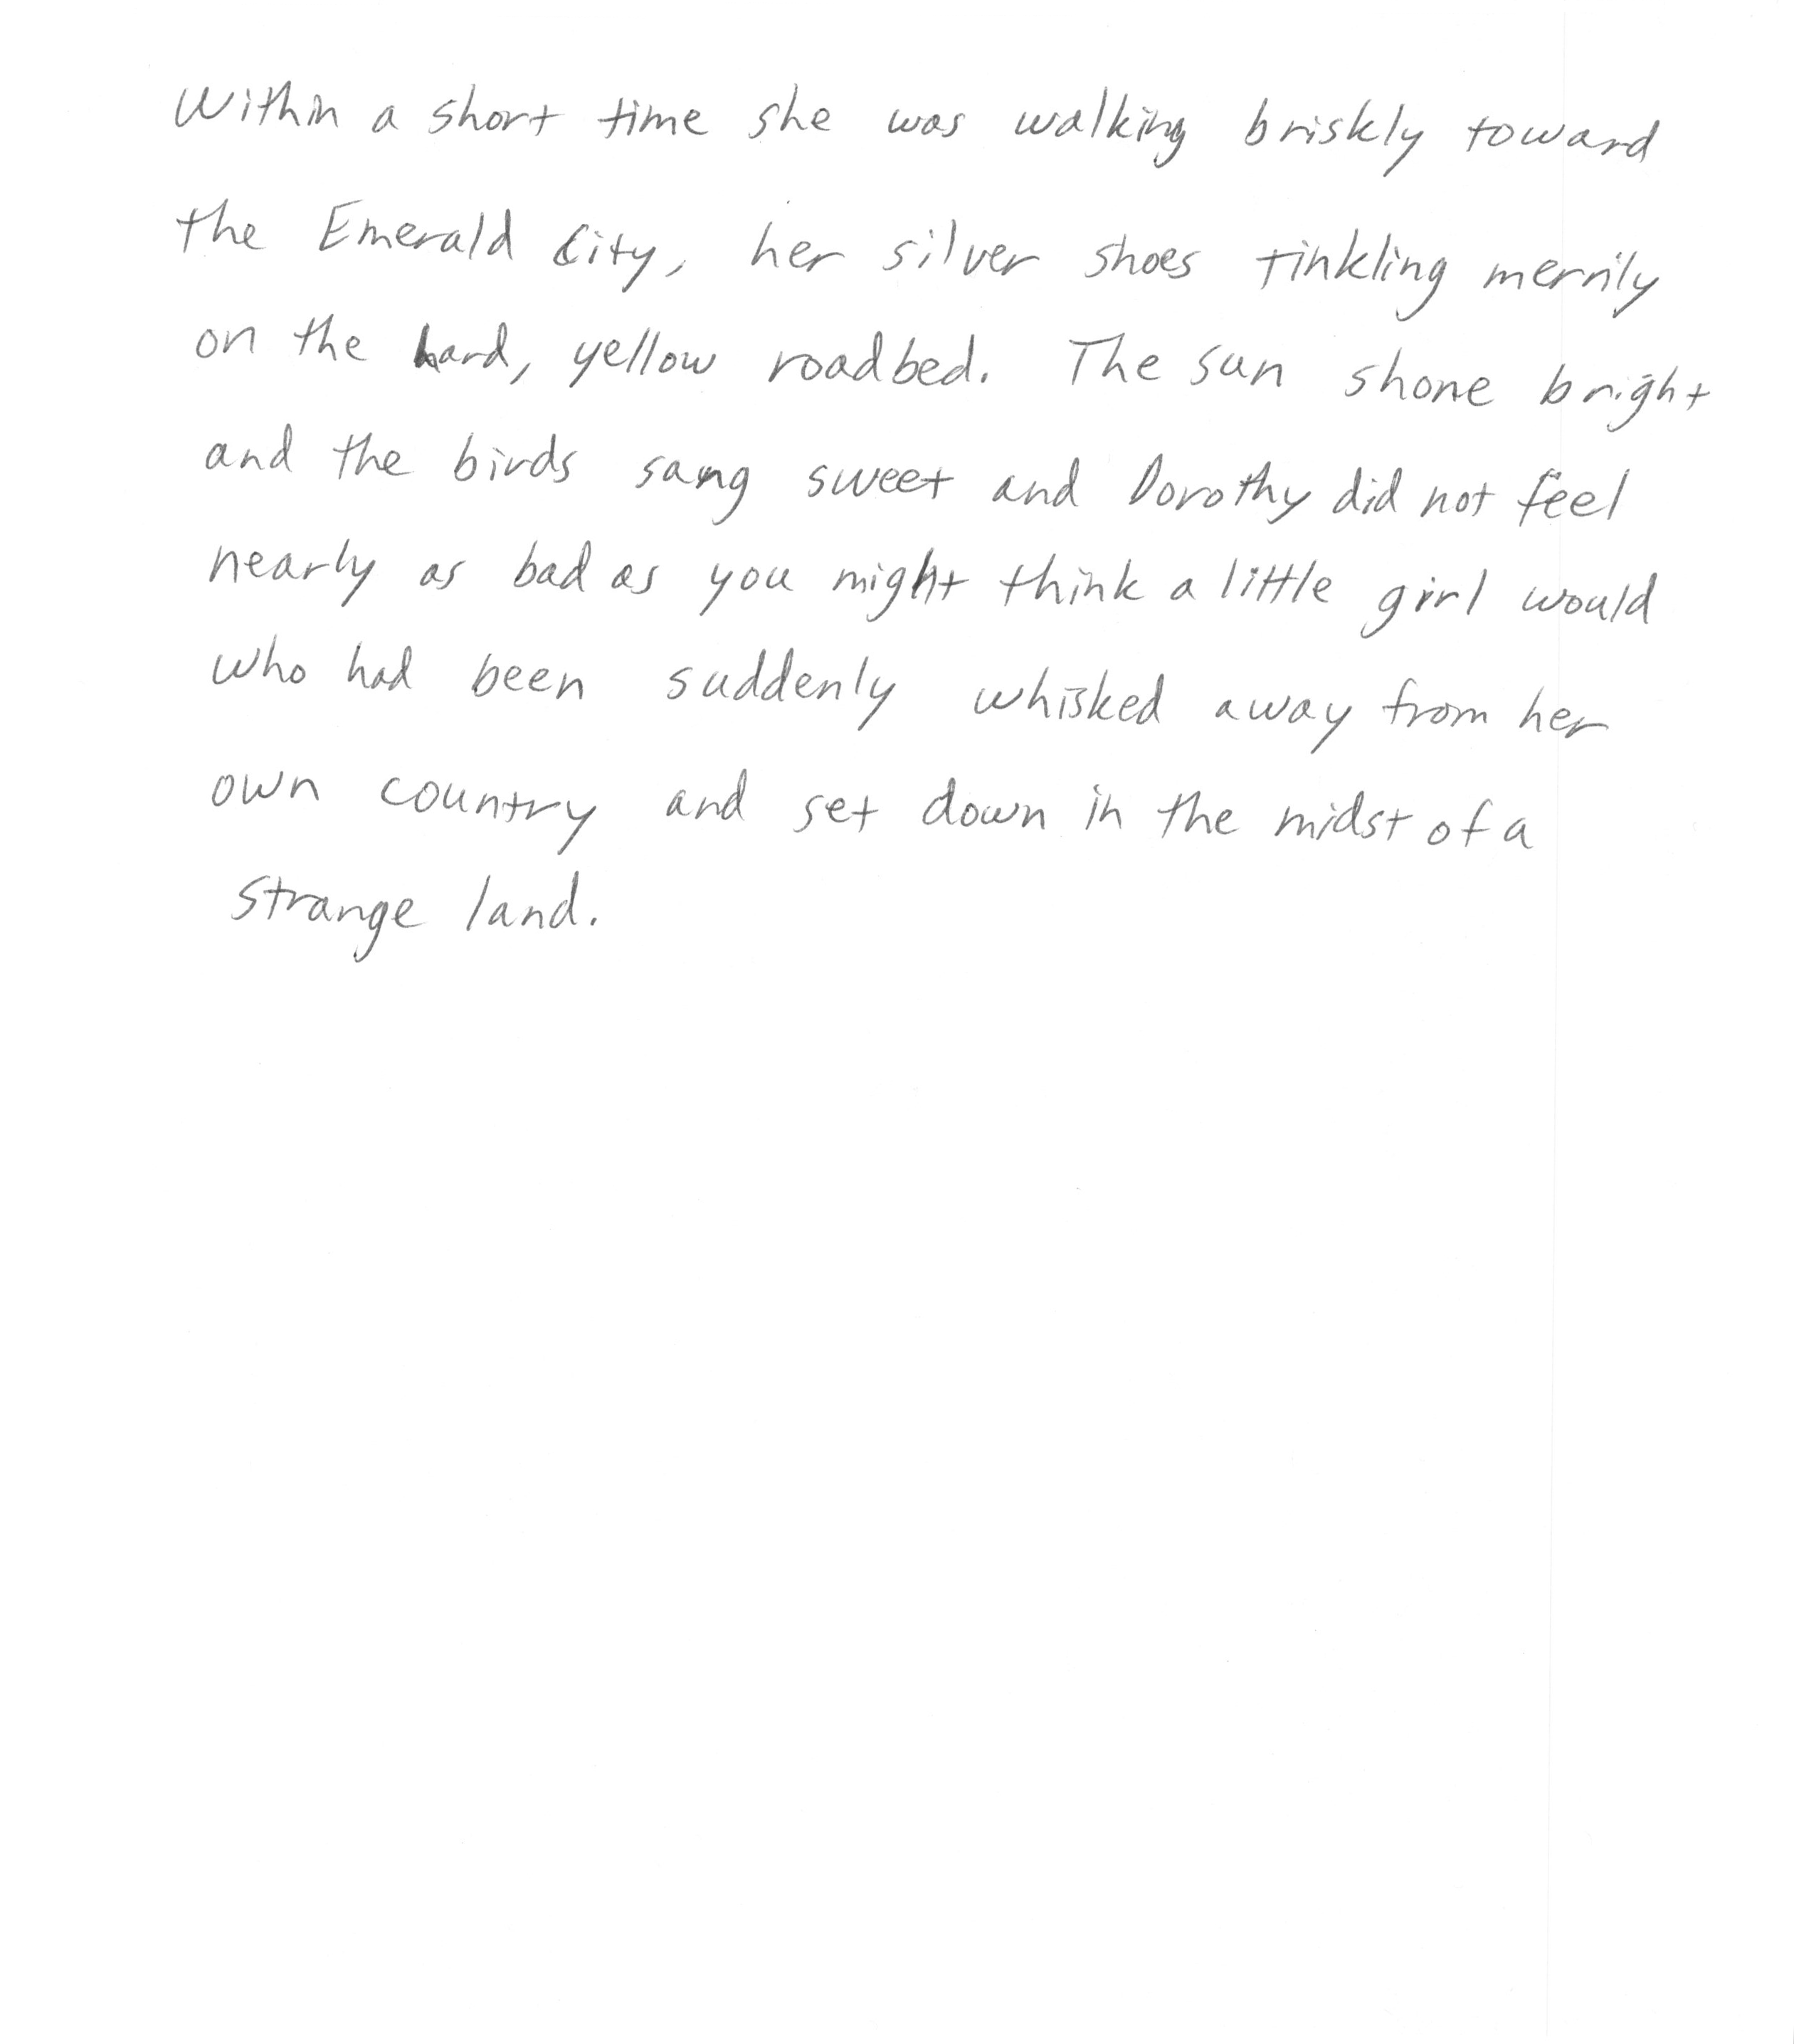 Within a short time she was walking briskly toward
the Emerald City, her silver shoes tinkling merrily
on the hard, yellow roadbed. The sun shone bright
and the birds sang sweet and Dorothy did not feel
nearly as bad as you might think a little girl would
who had been suddenly whisked away from her
own country and set down in the midst of a
strange land.